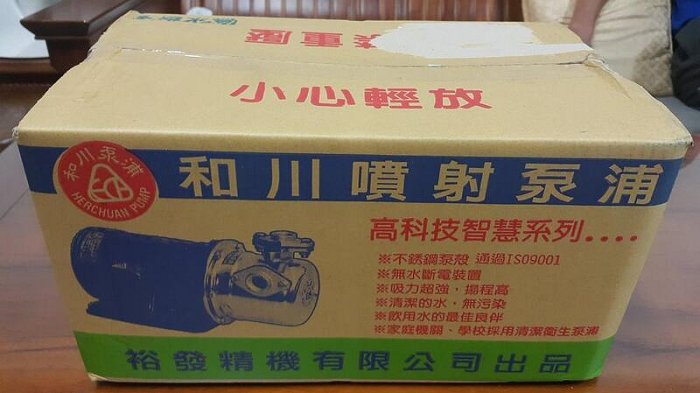 重壓
小心輕放
和川噴射泵浦
和川泵浦
HERCHUAN PUMP
高科技智慧系列....
※不銹鋼泵殼 通過ISO9001
※無水斷電裝置
※吸力超強，揚程高
※清潔的水，無污染
※飲用水的最佳良伴
※家庭機關、學校採用清潔衛生泵浦
裕發精機有限公司出品